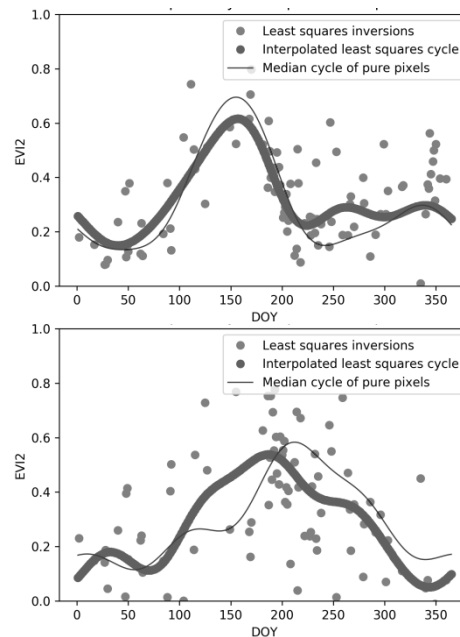 1.0
Least squares inversions
Interpolated least squares cycle
Median cycle of pure pixels
0.8
0.6
EVI2
0.4
0.2
0.0
0 50 100 150 200 250 300 350
DOY
1.0
Least squares inversions
Interpolated least squares cycle
Median cycle of pure pixels
0.8
0.6
EVI2
0.4
0.2
0.0
0 50 100 150 200 250 300 350
DOY